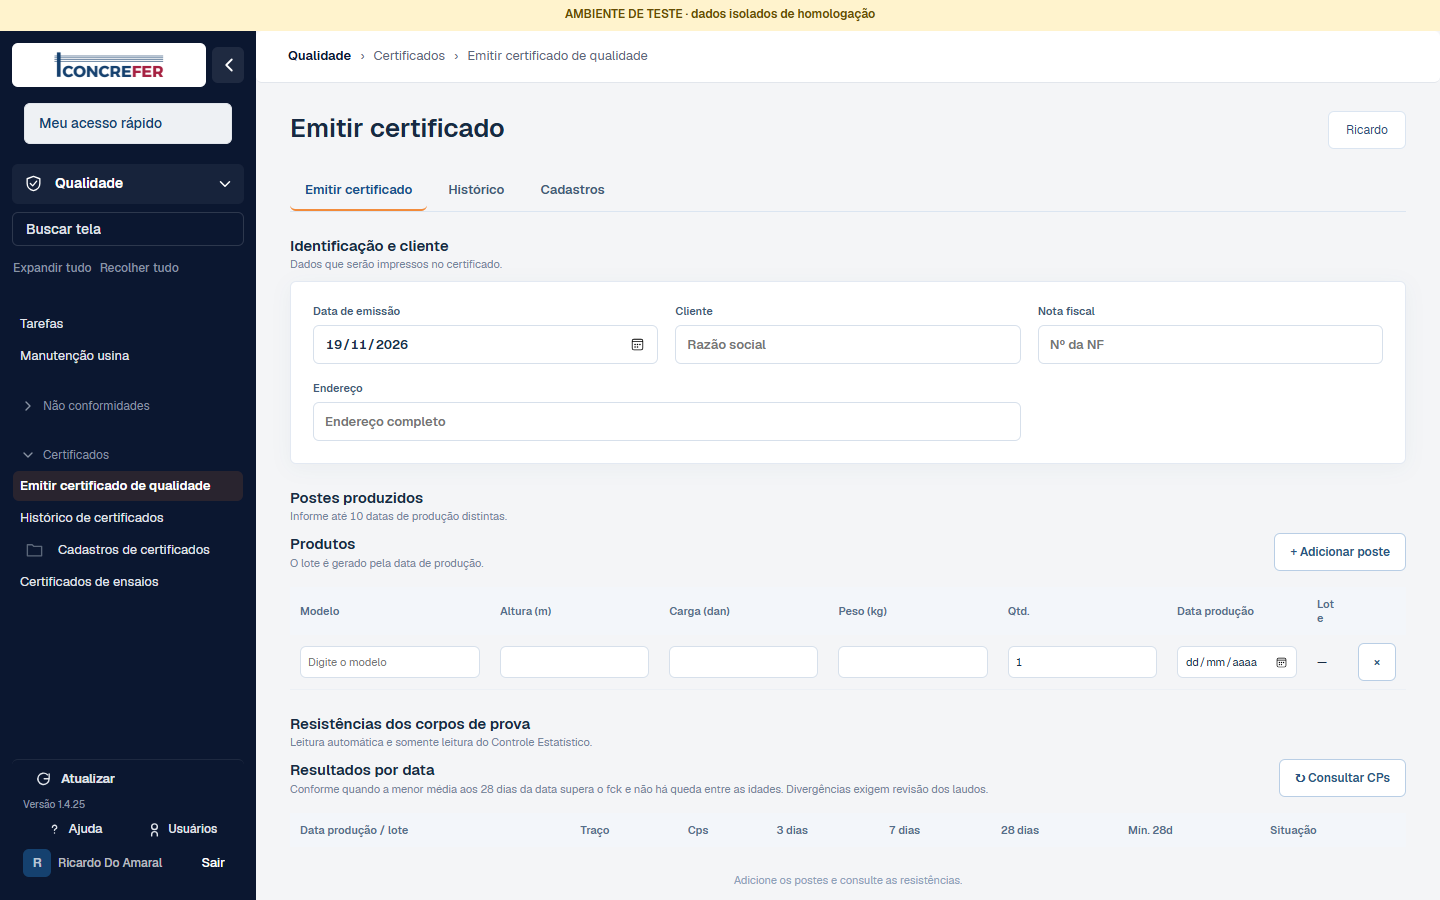 AMBIENTE DE TESTE · dados isolados de homologação
CONCREFER
Meu acesso rápido
Qualidade
Buscar tela
Expandir tudo Recolher tudo
Tarefas
Manutenção usina
Não conformidades
Certificados
Emitir certificado de qualidade
Histórico de certificados
Cadastros de certificados
Certificados de ensaios
Atualizar
Versão 1.4.25
? Ajuda Usuários
R Ricardo Do Amaral Sair
Qualidade › Certificados › Emitir certificado de qualidade
Emitir certificado
Ricardo
Emitir certificado Histórico Cadastros
Identificação e cliente
Dados que serão impressos no certificado.
Data de emissão Cliente Nota fiscal
19/11/2026 Razão social Nº da NF
Endereço
Endereço completo
Postes produzidos
Informe até 10 datas de produção distintas.
Produtos
O lote é gerado pela data de produção.
+ Adicionar poste
Modelo Altura (m) Carga (dan) Peso (kg) Qtd. Data produção Lot
e
Digite o modelo 1 dd/mm/aaaa — ×
Resistências dos corpos de prova
Leitura automática e somente leitura do Controle Estatístico.
Resultados por data
Conforme quando a menor média aos 28 dias da data supera o fck e não há queda entre as idades. Divergências exigem revisão dos laudos.
↻ Consultar CPs
Data produção / lote Traço Cps 3 dias 7 dias 28 dias Mín. 28d Situação
Adicione os postes e consulte as resistências.